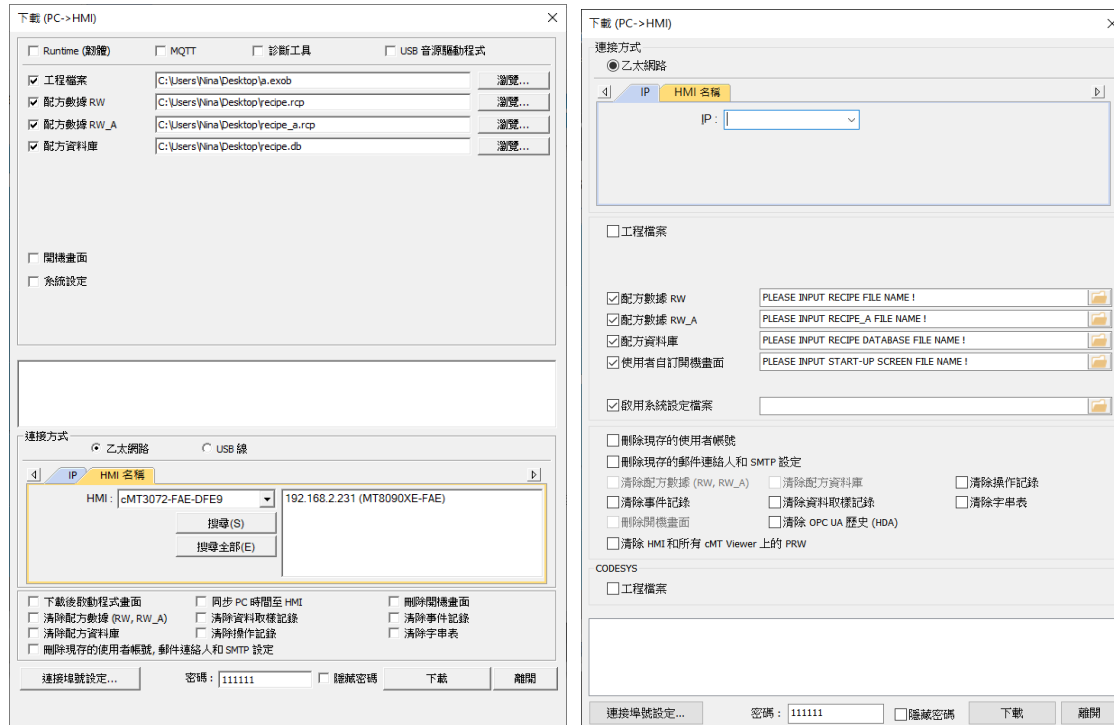 下載 (PC->HMI)
Runtime (韌體) MQTT 診斷工具 USB 音源驅動程式
工程檔案 C:\Users\Nina\Desktop\a.exob 瀏覽...
配方數據 RW C:\Users\Nina\Desktop\recipe.rcp 瀏覽...
配方數據 RW_A C:\Users\Nina\Desktop\recipe_a.rcp 瀏覽...
配方資料庫 C:\Users\Nina\Desktop\recipe.db 瀏覽...
開機畫面
系統設定
連接方式
乙太網路 USB 線
IP HMI 名稱
HMI : cMT3072-FAE-DFE9 192.168.2.231 (MT8090XE-FAE)
搜尋(S)
搜尋全部(E)
下載後啟動程式畫面 同步 PC 時間至 HMI 刪除開機畫面
清除配方數據 (RW, RW_A) 清除資料取樣記錄 清除事件記錄
清除配方資料庫 清除操作記錄 清除字串表
刪除現存的使用者帳號, 郵件連絡人和 SMTP 設定
連接埠號設定... 密碼 : 111111 隱藏密碼 下載 離開
下載 (PC->HMI)
連接方式
乙太網路
IP HMI 名稱
IP :
工程檔案
配方數據 RW PLEASE INPUT RECIPE FILE NAME !
配方數據 RW_A PLEASE INPUT RECIPE_A FILE NAME !
配方資料庫 PLEASE INPUT RECIPE DATABASE FILE NAME !
使用者自訂開機畫面 PLEASE INPUT START-UP SCREEN FILE NAME !
啟用系統設定檔案
刪除現存的使用者帳號
刪除現存的郵件連絡人和 SMTP 設定
清除配方數據 (RW, RW_A) 清除配方資料庫 清除操作記錄
清除事件記錄 清除資料取樣記錄 清除字串表
刪除開機畫面 清除 OPC UA 歷史 (HDA)
清除 HMI 和所有 cMT Viewer 上的 PRW
CODESYS
工程檔案
連接埠號設定... 密碼 : 111111 隱藏密碼 下載 離開